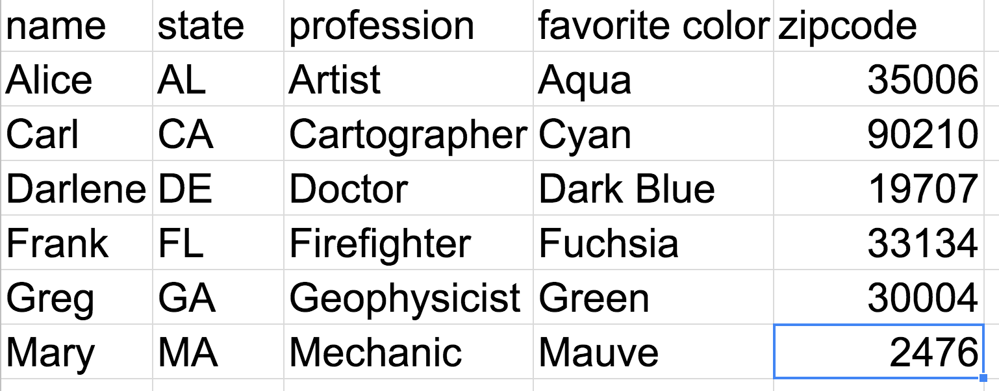 name state profession favorite color zipcode
Alice AL Artist Aqua 35006
Carl CA Cartographer Cyan 90210
Darlene DE Doctor Dark Blue 19707
Frank FL Firefighter Fuchsia 33134
Greg GA Geophysicist Green 30004
Mary MA Mechanic Mauve 2476